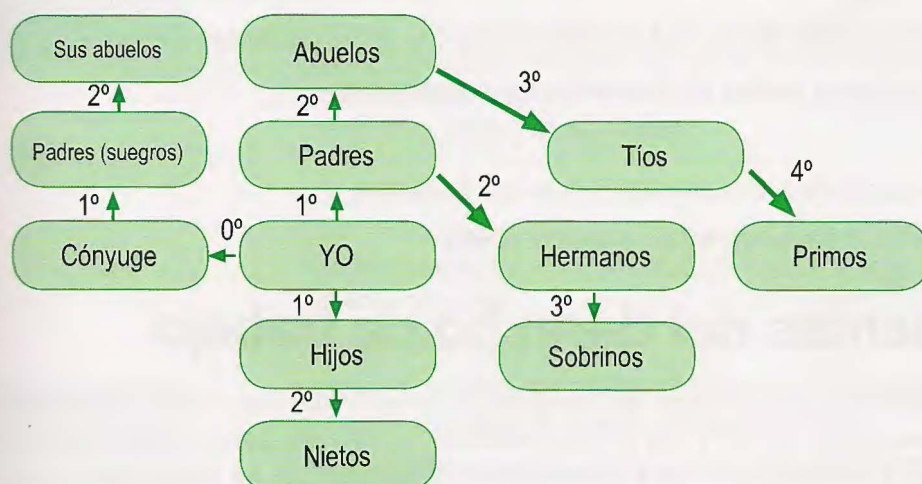 Sus abuelos
Abuelos
3º
2º
2º
Padres (suegros)
Padres
Tíos
2º
4º
1º
1º
0º
Cónyuge
YO
Hermanos
Primos
1º
3º
Hijos
Sobrinos
2º
Nietos